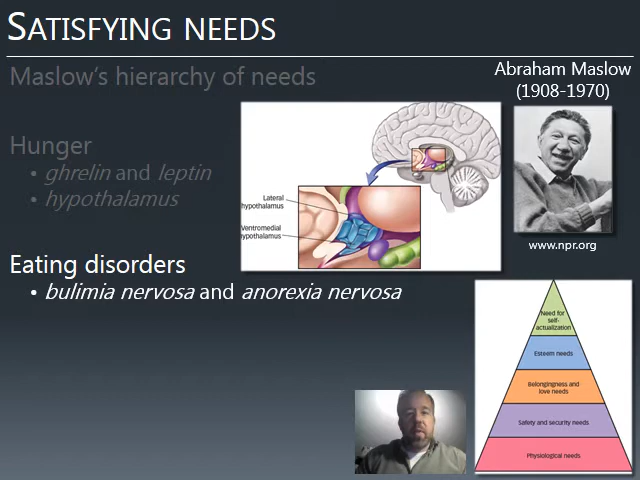 SATISFYING NEEDS
Maslow's hierarchy of needs
Abraham Maslow
(1908-1970)
Hunger
• ghrelin and leptin
• hypothalamus
Lateral
hypothalamus
Ventromedial
hypothalamus
www.npr.org
Eating disorders
• bulimia nervosa and anorexia nervosa
Need for
self-
actualization
Esteem needs
Belongingness and
love needs
Safety and security needs
Physiological needs